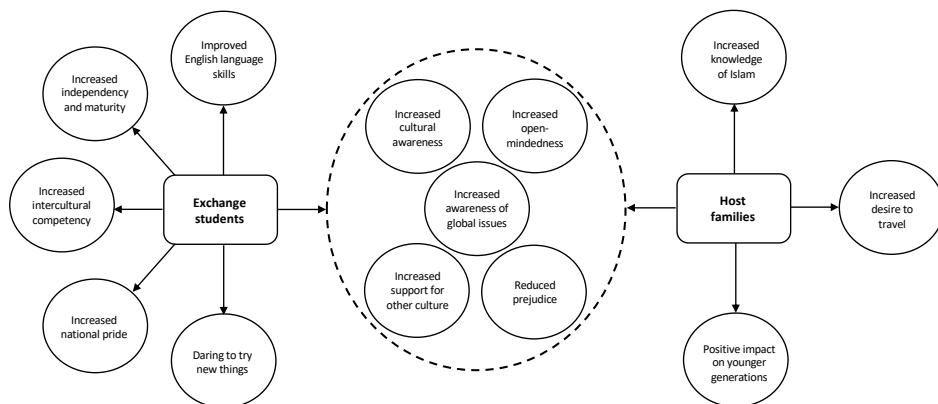 Improved
English language
skills
Increased
independency
and maturity
Increased
intercultural
competency
Exchange
students
Increased
national pride
Daring to try
new things
Increased
cultural
awareness
Increased
open-
mindedness
Increased
awareness of
global issues
Increased
support for
other culture
Reduced
prejudice
Increased
knowledge
of Islam
Host
families
Increased
desire to
travel
Positive impact
on younger
generations